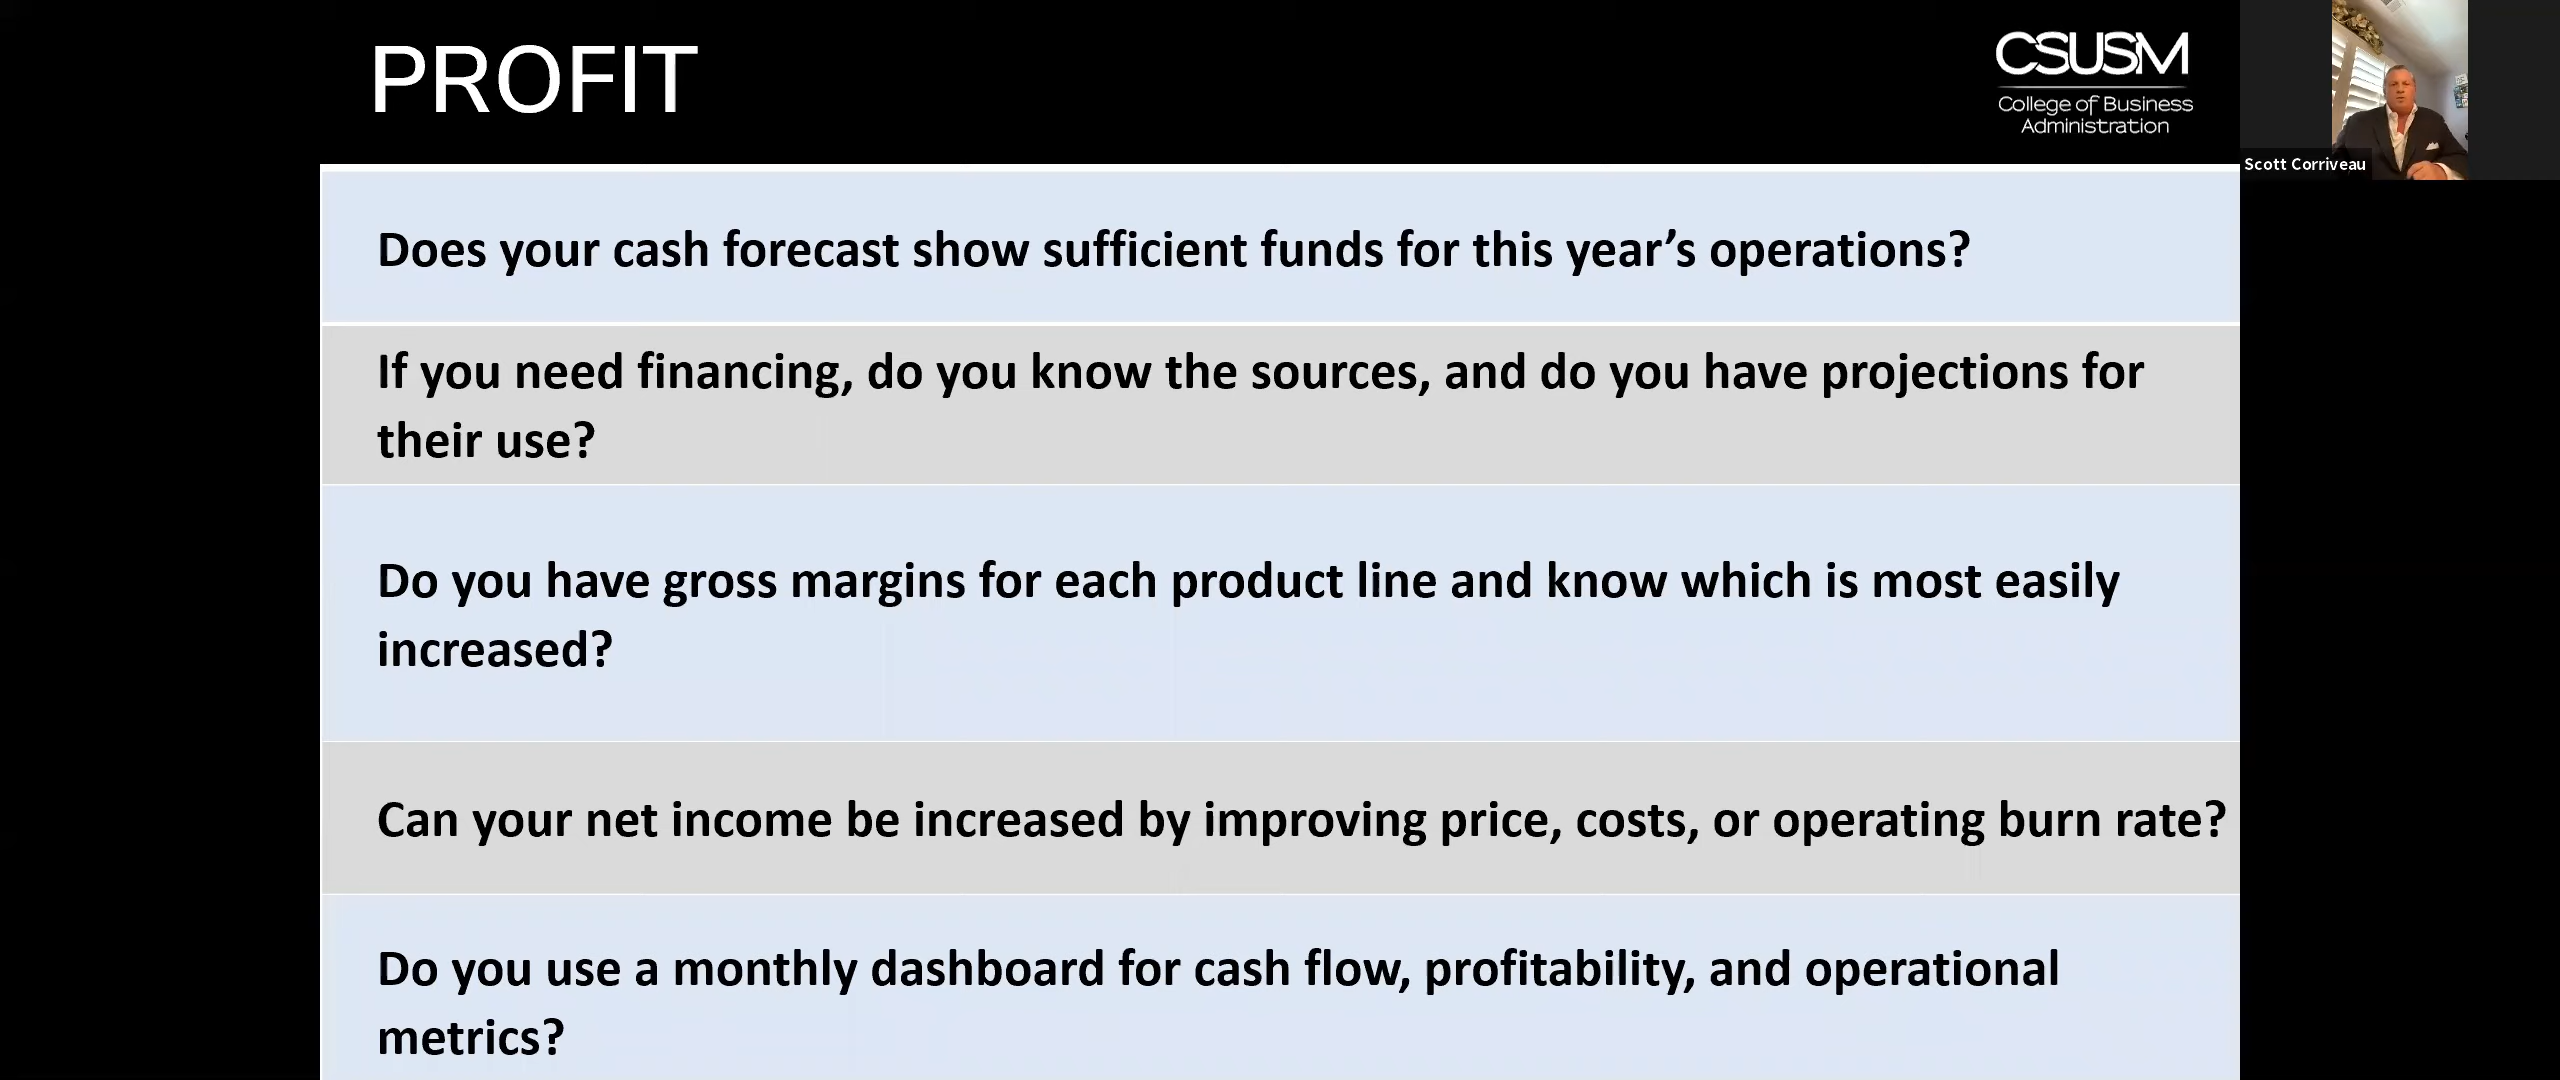 PROFIT
CSUSM
College of Business
Administration
Scott Corriveau
Does your cash forecast show sufficient funds for this year’s operations?
If you need financing, do you know the sources, and do you have projections for
their use?
Do you have gross margins for each product line and know which is most easily
increased?
Can your net income be increased by improving price, costs, or operating burn rate?
Do you use a monthly dashboard for cash flow, profitability, and operational
metrics?